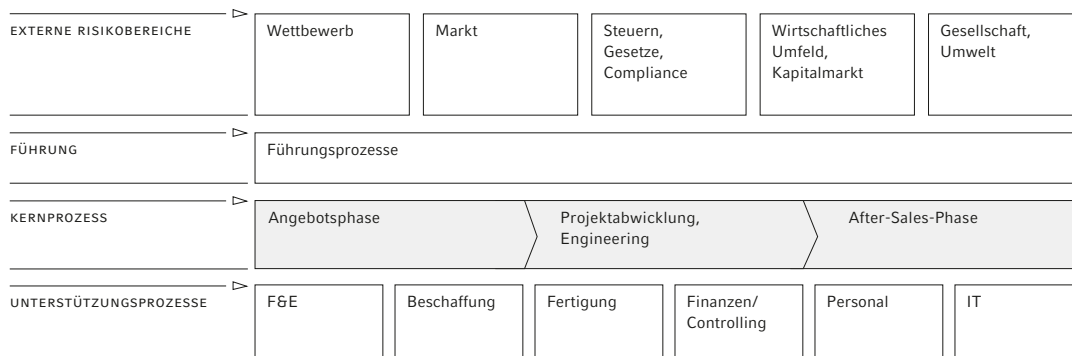 EXTERNE RISIKOBEREICHE
Wettbewerb
Markt
Steuern,
Gesetze,
Compliance
Wirtschaftliches
Umfeld,
Kapitalmarkt
Gesellschaft,
Umwelt
FÜHRUNG
Führungsprozesse
KERNPROZESS
Angebotsphase
Projektabwicklung,
Engineering
After-Sales-Phase
UNTERSTÜTZUNGSPROZESSE
F&E
Beschaffung
Fertigung
Finanzen/
Controlling
Personal
IT